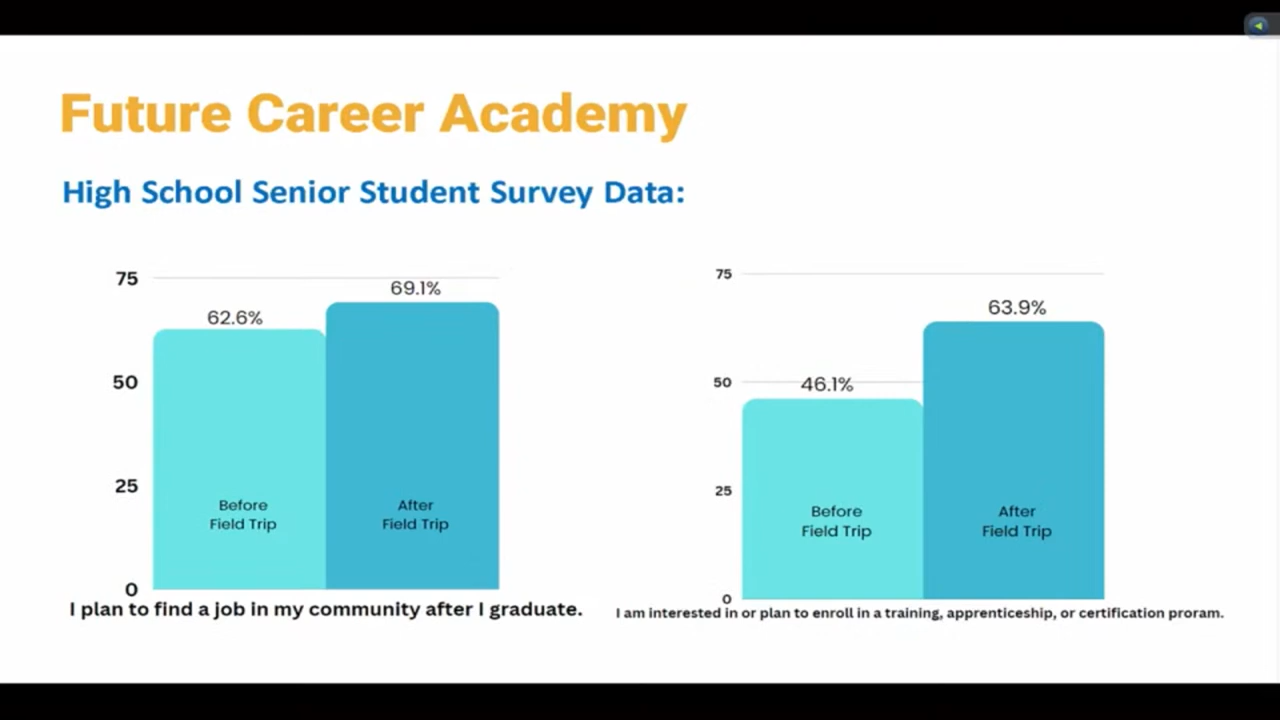 Future Career Academy
High School Senior Student Survey Data:
75
62.6%
69.1%
50
25
0
Before
Field Trip
After
Field Trip
I plan to find a job in my community after I graduate.
75
46.1%
63.9%
50
25
0
Before
Field Trip
After
Field Trip
I am interested in or plan to enroll in a training, apprenticeship, or certification proram.